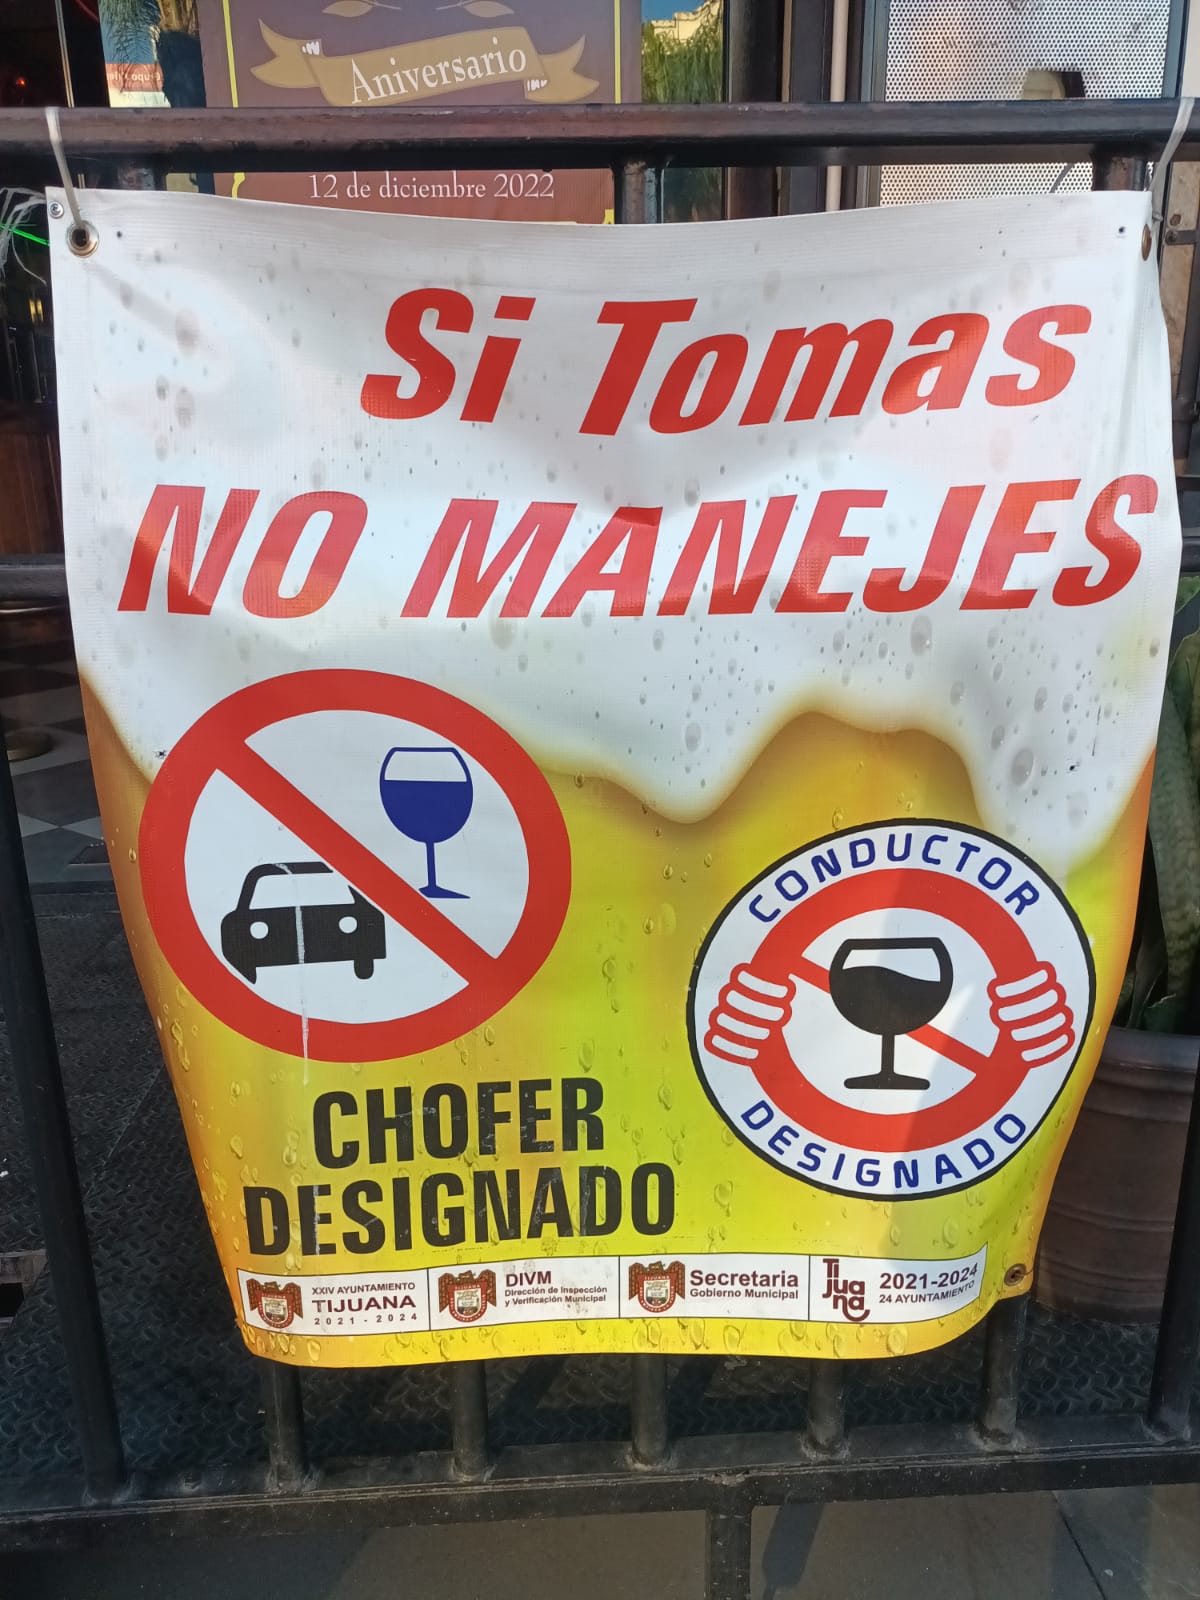 Aniversario
12 de diciembre 2022
Si Tomas
NO MANEJES
CONDUCTOR
DESIGNADO
CHOFER
DESIGNADO
XXIV AYUNTAMIENTO
TIJUANA
2021 - 2024
DIVM
Dirección de Inspección
y Verificación Municipal
Secretaria
Gobierno Municipal
Tijuana
2021-2024
24 AYUNTAMIENTO